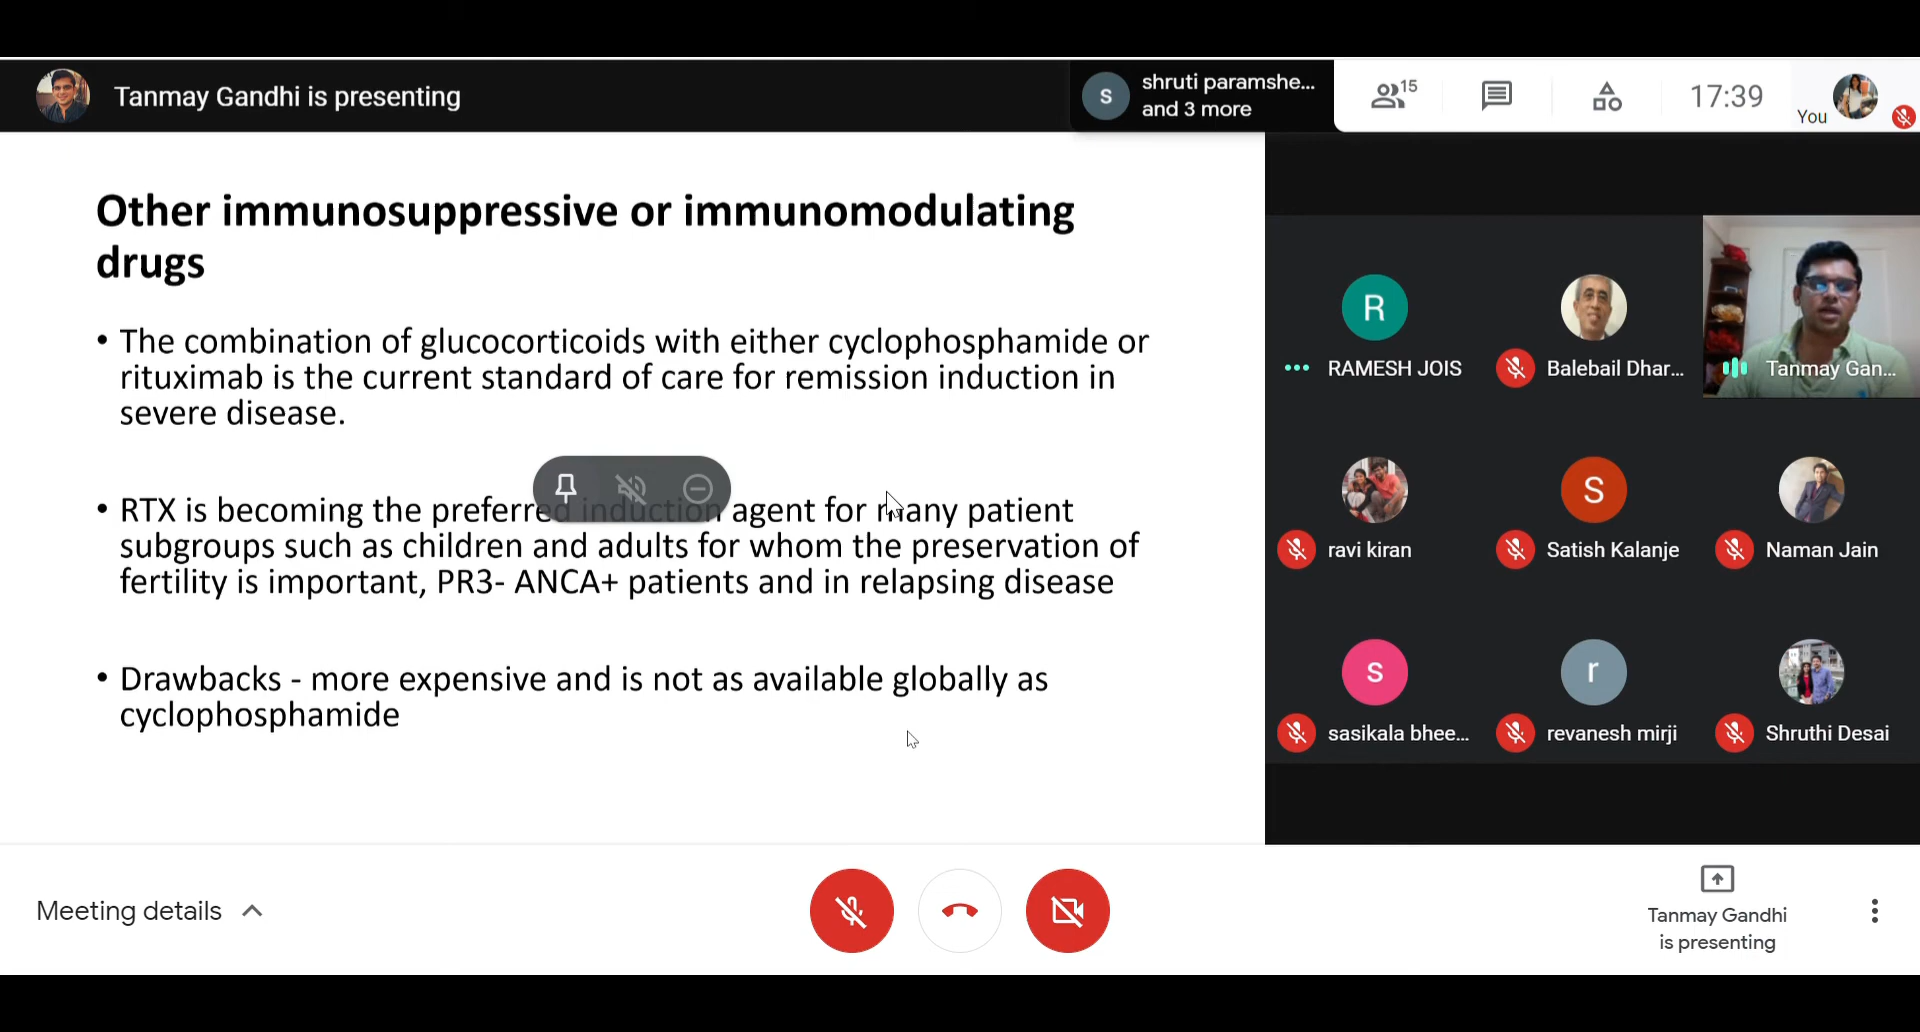 Tanmay Gandhi is presenting
S
shruti paramshe...
and 3 more
15
17:39
You
Other immunosuppressive or immunomodulating
drugs
• The combination of glucocorticoids with either cyclophosphamide or
rituximab is the current standard of care for remission induction in
severe disease.
• RTX is becoming the preferred induction agent for many patient
subgroups such as children and adults for whom the preservation of
fertility is important, PR3- ANCA+ patients and in relapsing disease
• Drawbacks - more expensive and is not as available globally as
cyclophosphamide
R
RAMESH JOIS
Balebail Dhar...
Tanmay Gan...
ravi kiran
S
Satish Kalanje
Naman Jain
s
sasikala bhee...
r
revanesh mirji
Shruthi Desai
Meeting details
Tanmay Gandhi
is presenting